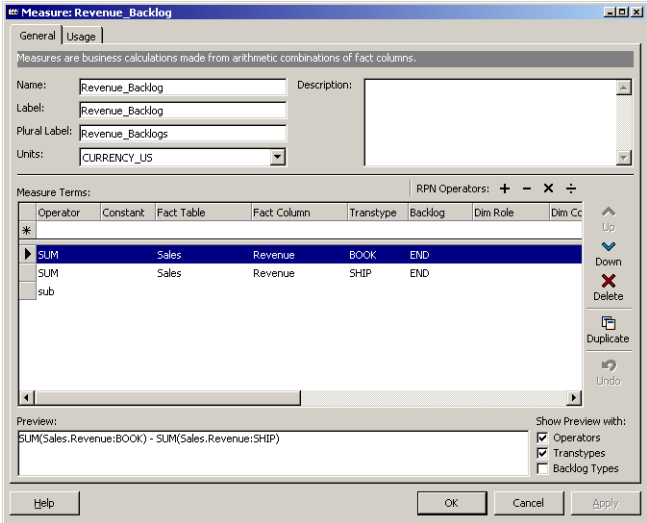 Measure: Revenue_Backlog
General Usage
Measures are business calculations made from arithmetic combinations of fact columns.
Name: Revenue_Backlog Description:
Label: Revenue_Backlog
Plural Label: Revenue_Backlogs
Units: CURRENCY_US
Measure Terms: RPN Operators: + − × ÷
Operator Constant Fact Table Fact Column Transtype Backlog Dim Role Dim Cc
Up
SUM Sales Revenue BOOK END
Down
SUM Sales Revenue SHIP END
sub
Delete
Duplicate
Undo
Preview: Show Preview with:
SUM(Sales.Revenue:BOOK) - SUM(Sales.Revenue:SHIP)
Operators
Transtypes
Backlog Types
Help OK Cancel Apply